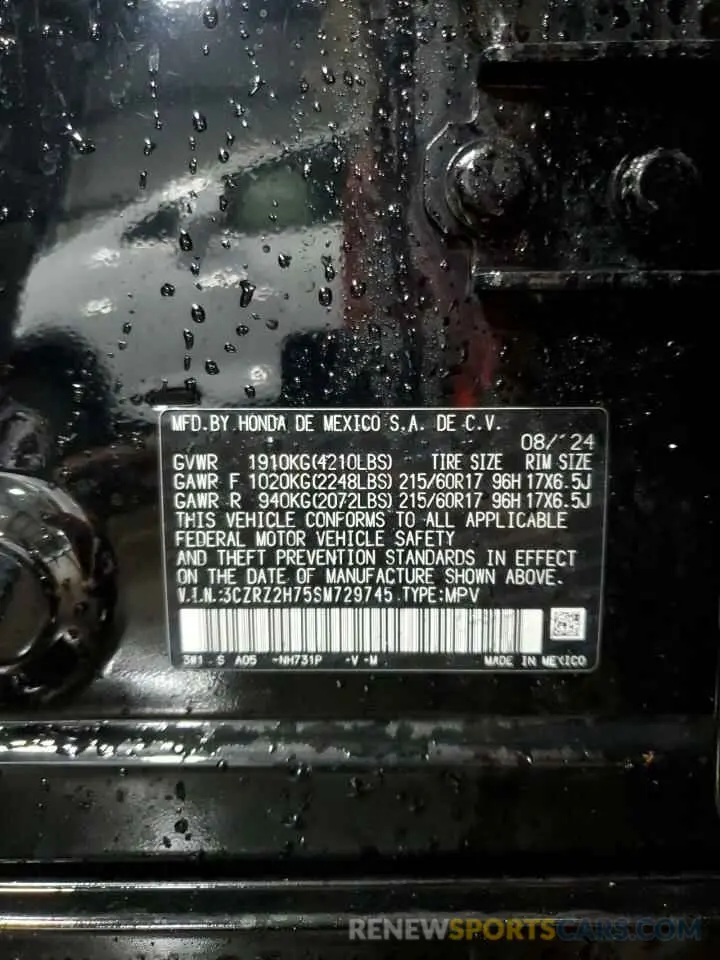 MFD.BY HONDA DE MEXICO S.A. DE C.V.
08/'24
GVWR 1910KG(4210LBS) TIRE SIZE RIM SIZE
GAWR F 1020KG(2248LBS) 215/60R17 96H 17X6.5J
GAWR R 940KG(2072LBS) 215/60R17 96H 17X6.5J
THIS VEHICLE CONFORMS TO ALL APPLICABLE
FEDERAL MOTOR VEHICLE SAFETY
AND THEFT PREVENTION STANDARDS IN EFFECT
ON THE DATE OF MANUFACTURE SHOWN ABOVE.
V.I.N.:3CZRZ2H75SM729745 TYPE:MPV
3W1 S A05 -NH731P -V -M MADE IN MEXICO
RENEWSPORTSCARS.COM